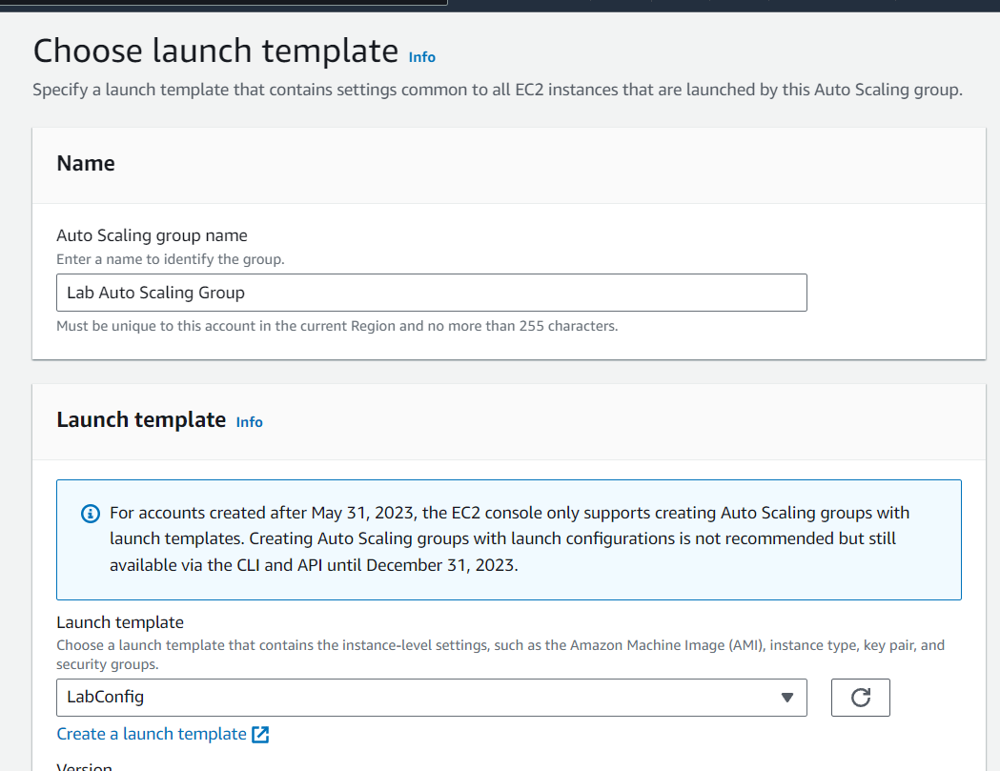 Choose launch template Info
Specify a launch template that contains settings common to all EC2 instances that are launched by this Auto Scaling group.
Name
Auto Scaling group name
Enter a name to identify the group.
Lab Auto Scaling Group
Must be unique to this account in the current Region and no more than 255 characters.
Launch template Info
For accounts created after May 31, 2023, the EC2 console only supports creating Auto Scaling groups with
launch templates. Creating Auto Scaling groups with launch configurations is not recommended but still
available via the CLI and API until December 31, 2023.
Launch template
Choose a launch template that contains the instance-level settings, such as the Amazon Machine Image (AMI), instance type, key pair, and
security groups.
LabConfig
Create a launch template
Version